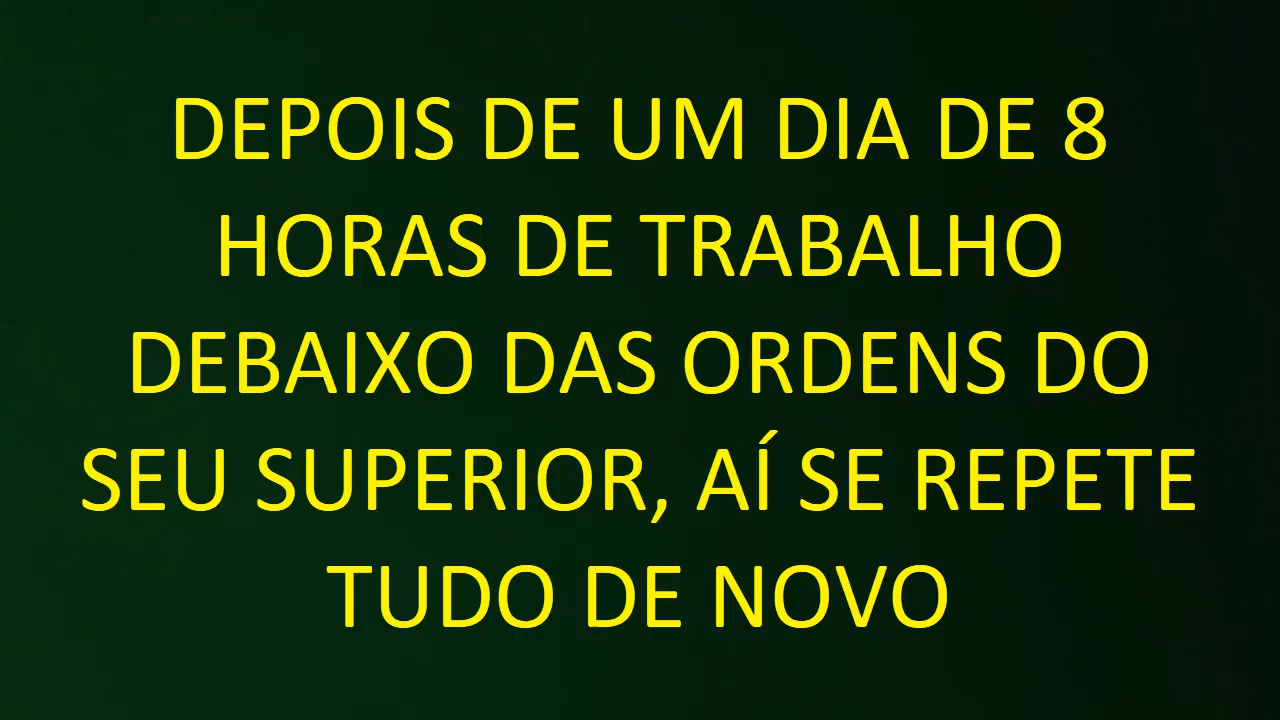 DEPOIS DE UM DIA DE 8
HORAS DE TRABALHO
DEBAIXO DAS ORDENS DO
SEU SUPERIOR, AÍ SE REPETE
TUDO DE NOVO